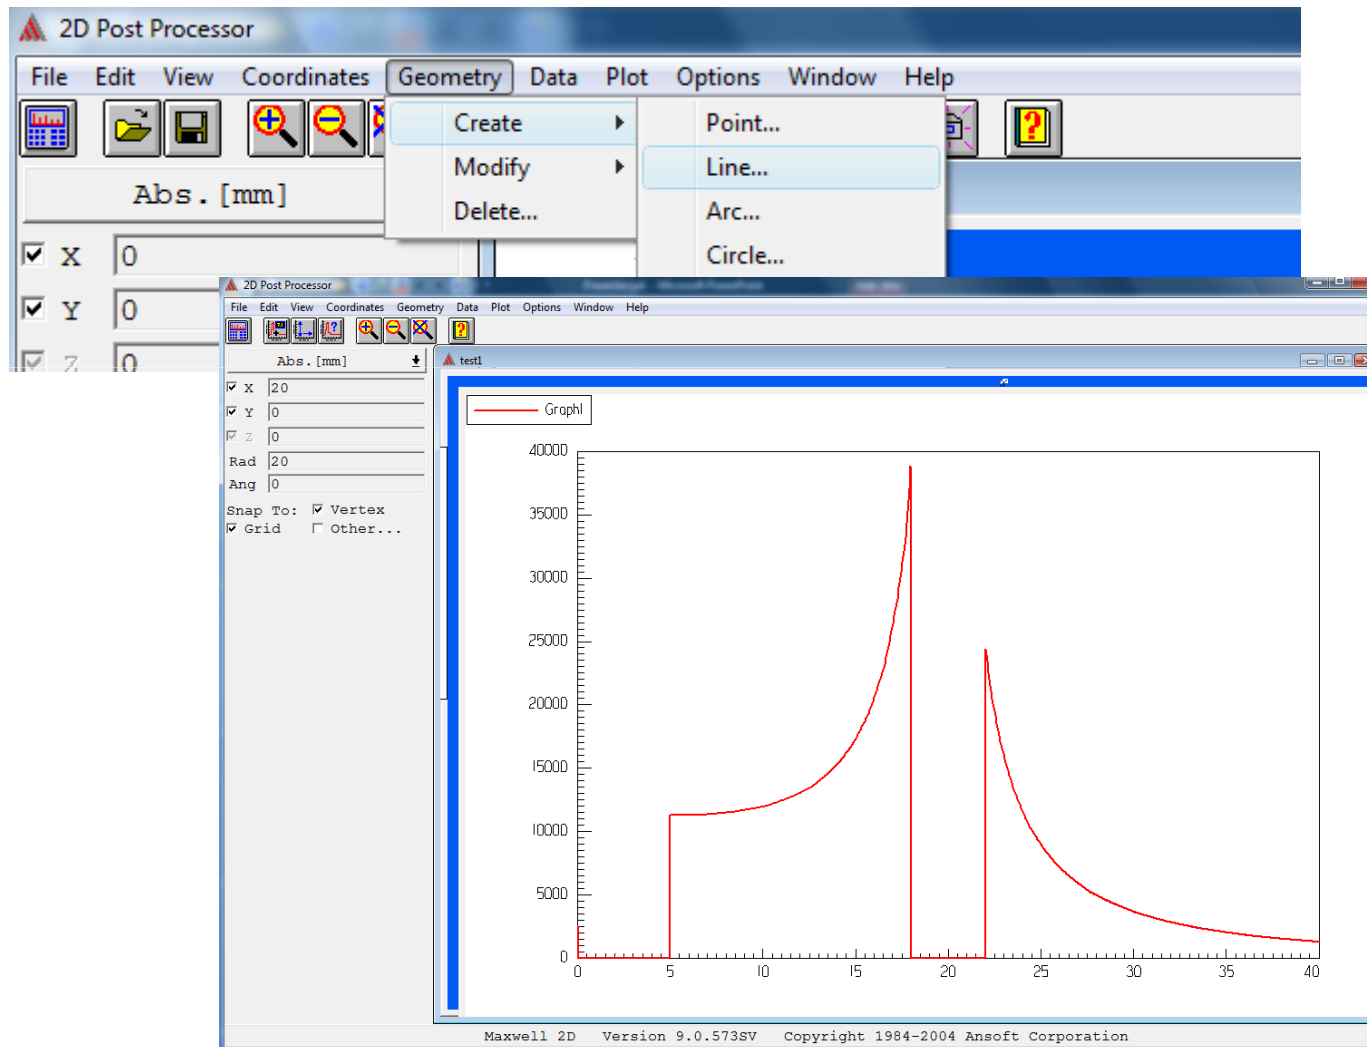 2D Post Processor
File Edit View Coordinates Geometry Data Plot Options Window Help
Create Point...
Modify Line...
Delete... Arc...
Circle...
Abs.[mm]
X 0
Y 0
Z 0
2D Post Processor
File Edit View Coordinates Geometry Data Plot Options Window Help
Abs.[mm]
test1
X 20
Y 0
Z 0
Rad 20
Ang 0
Snap To: Vertex
Grid Other...
Graph1
40000
35000
30000
25000
20000
15000
10000
5000
0
0 5 10 15 20 25 30 35 40
Maxwell 2D Version 9.0.573SV Copyright 1984-2004 Ansoft Corporation